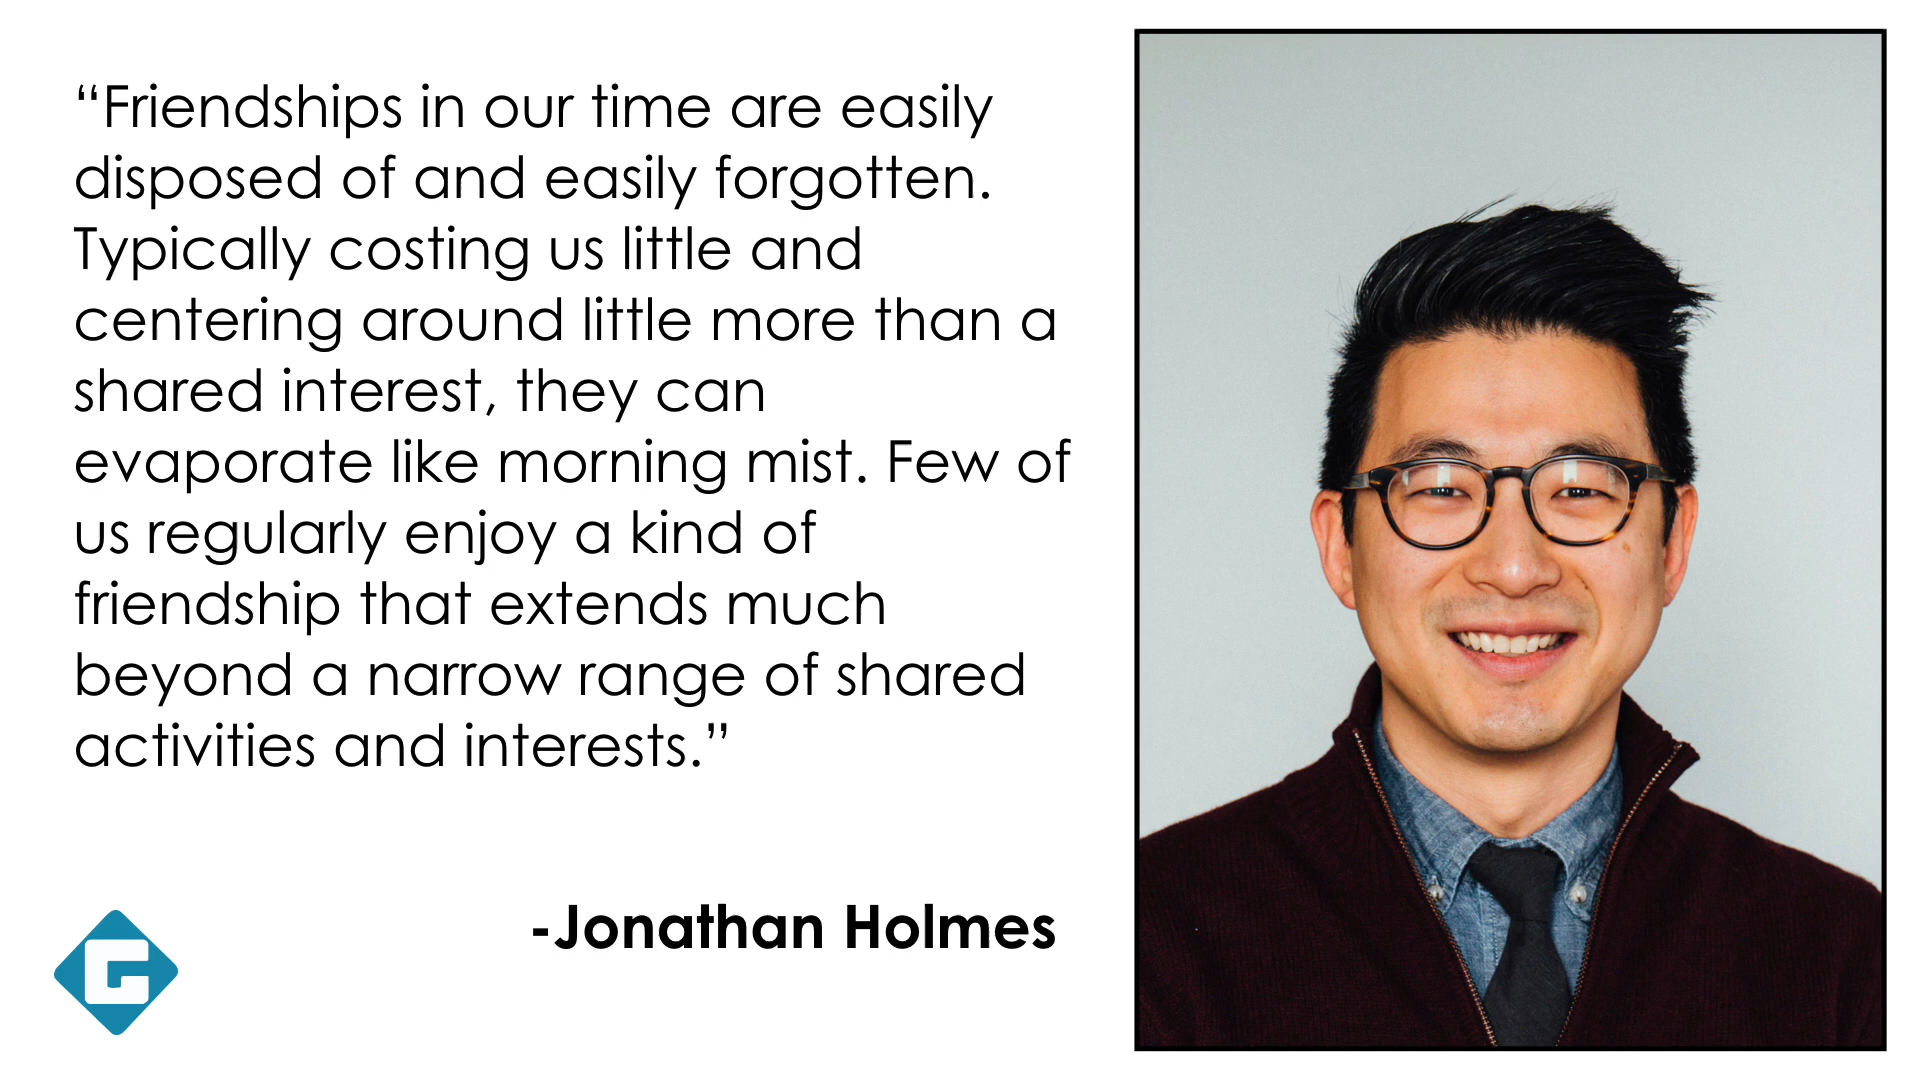 “Friendships in our time are easily
disposed of and easily forgotten.
Typically costing us little and
centering around little more than a
shared interest, they can
evaporate like morning mist. Few of
us regularly enjoy a kind of
friendship that extends much
beyond a narrow range of shared
activities and interests.”
-Jonathan Holmes
G